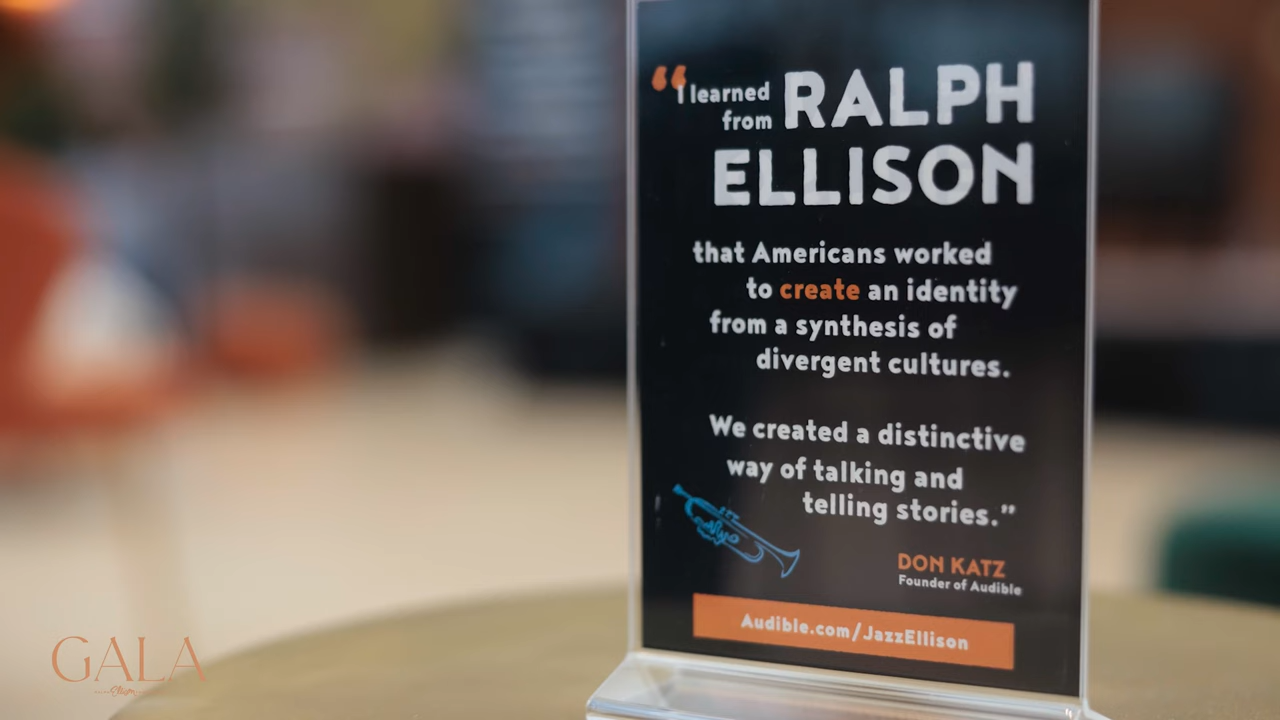 “I learned
from RALPH
ELLISON
that Americans worked
to create an identity
from a synthesis of
divergent cultures.
We created a distinctive
way of talking and
telling stories.”
DON KATZ
Founder of Audible
Audible.com/JazzEllison
GALA
Ellison